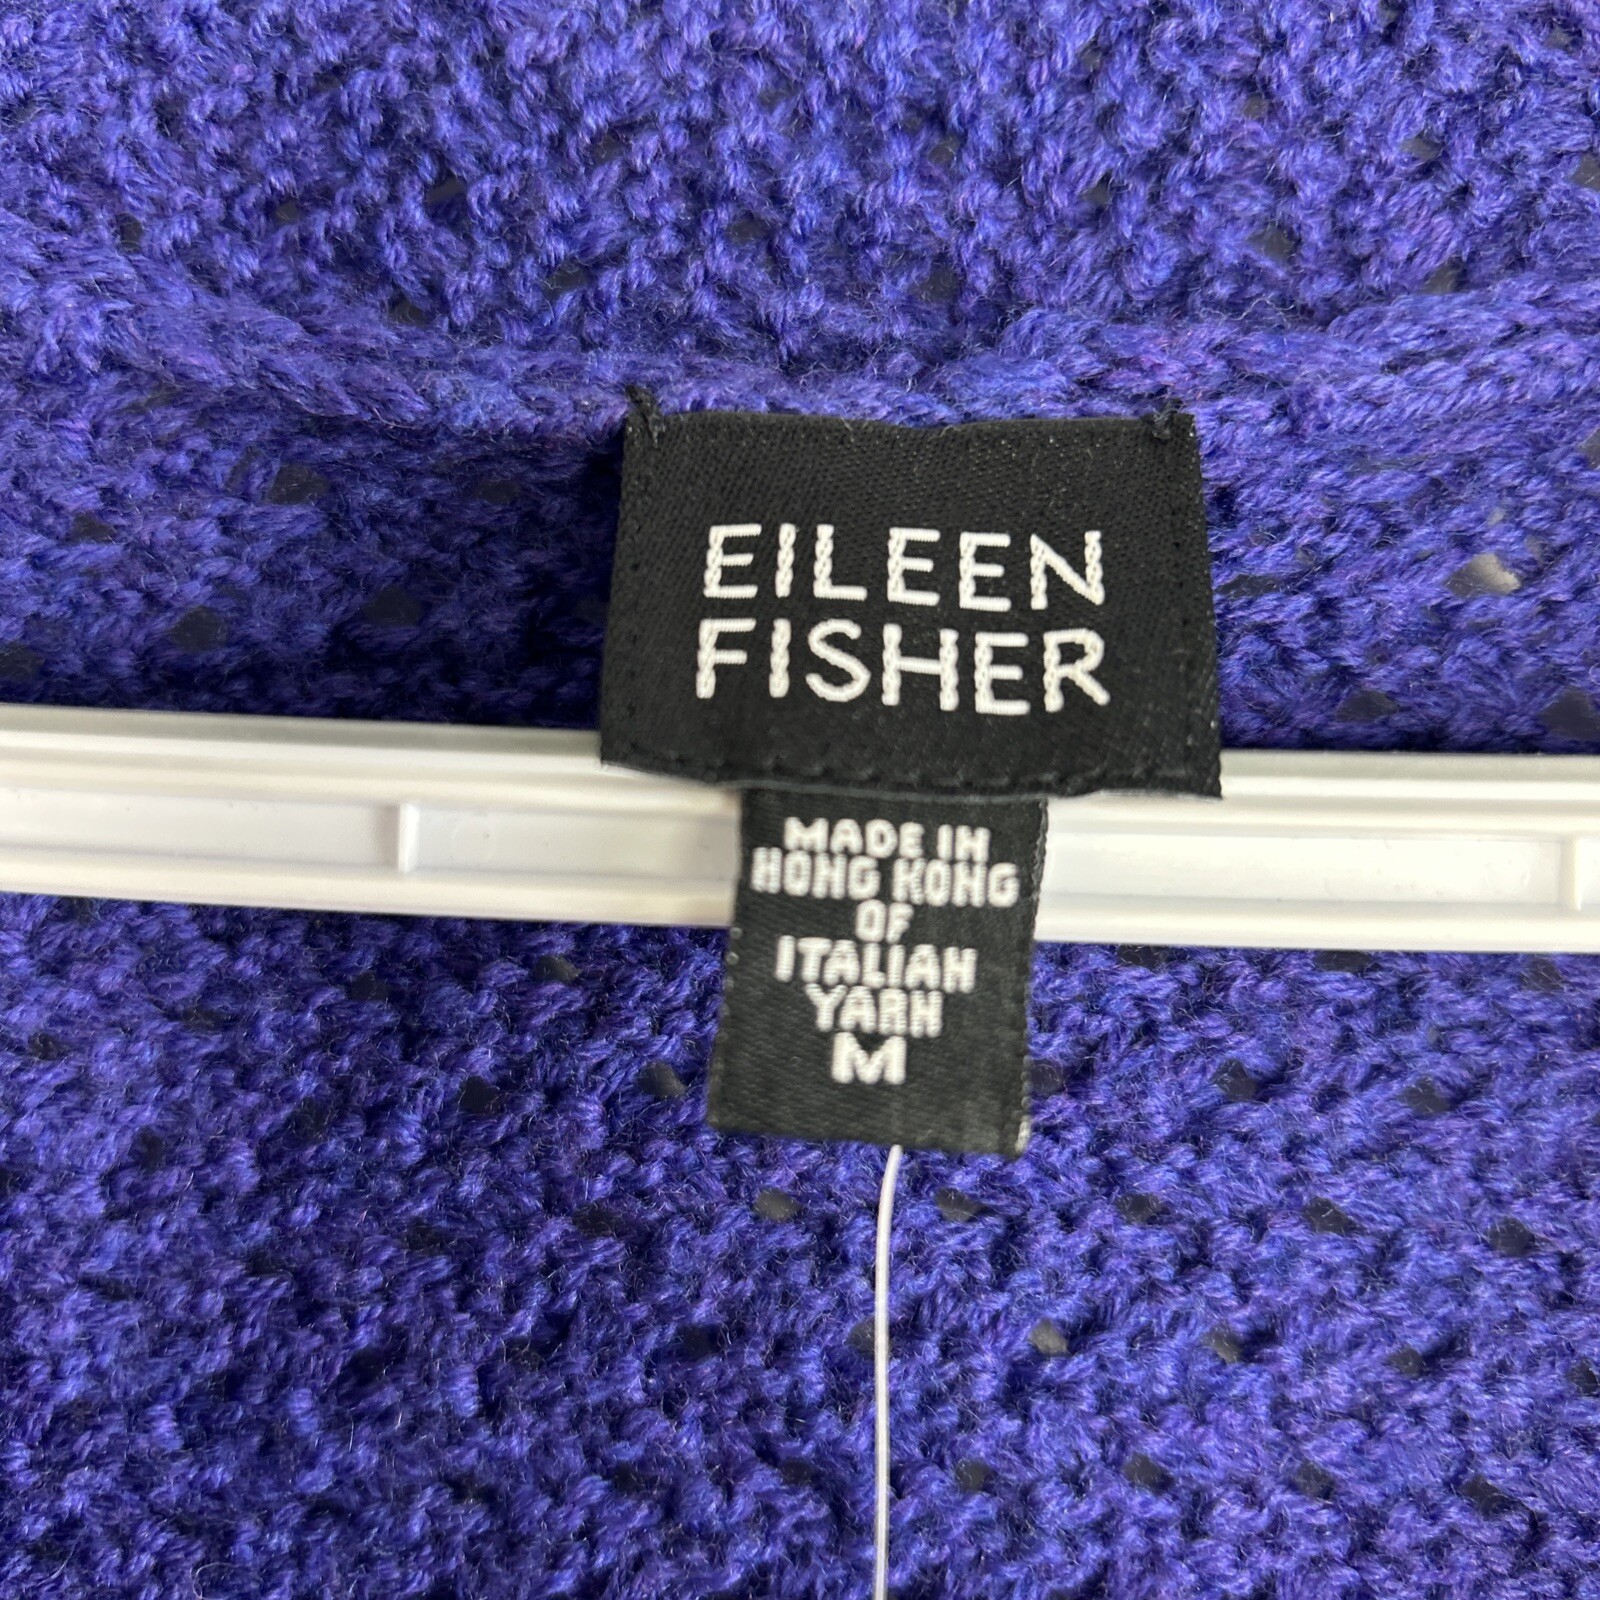 EILEEN
FISHER
MADE IN
HONG KONG
OF
ITALIAN
YARN
M